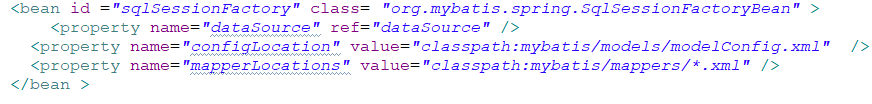 <bean id ="sqlSessionFactory" class= "org.mybatis.spring.SqlSessionFactoryBean" >
<property name="dataSource" ref="dataSource" />
<property name="configLocation" value="classpath:mybatis/models/modelConfig.xml"  />
<property name="mapperLocations" value="classpath:mybatis/mappers/*.xml" />
</bean >